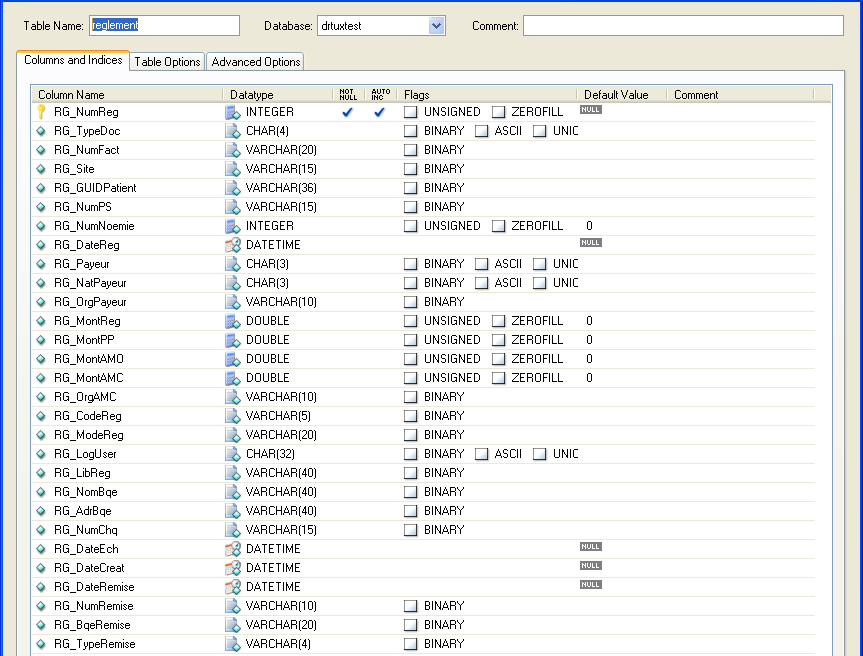 Table Name: reglement Database: drtuxtest Comment:
Columns and Indices Table Options Advanced Options
Column Name Datatype NOT NULL AUTO INC Flags Default Value Comment
RG_NumReg INTEGER UNSIGNED ZEROFILL NULL
RG_TypeDoc CHAR(4) BINARY ASCII UNIC
RG_NumFact VARCHAR(20) BINARY
RG_Site VARCHAR(15) BINARY
RG_GUIDPatient VARCHAR(36) BINARY
RG_NumPS VARCHAR(15) BINARY
RG_NumNoemie INTEGER UNSIGNED ZEROFILL 0
RG_DateReg DATETIME NULL
RG_Payeur CHAR(3) BINARY ASCII UNIC
RG_NatPayeur CHAR(3) BINARY ASCII UNIC
RG_OrgPayeur VARCHAR(10) BINARY
RG_MontReg DOUBLE UNSIGNED ZEROFILL 0
RG_MontPP DOUBLE UNSIGNED ZEROFILL 0
RG_MontAMO DOUBLE UNSIGNED ZEROFILL 0
RG_MontAMC DOUBLE UNSIGNED ZEROFILL 0
RG_OrgAMC VARCHAR(10) BINARY
RG_CodeReg VARCHAR(5) BINARY
RG_ModeReg VARCHAR(20) BINARY
RG_LogUser CHAR(32) BINARY ASCII UNIC
RG_LibReg VARCHAR(40) BINARY
RG_NomBqe VARCHAR(40) BINARY
RG_AdrBqe VARCHAR(40) BINARY
RG_NumChq VARCHAR(15) BINARY
RG_DateEch DATETIME NULL
RG_DateCreat DATETIME NULL
RG_DateRemise DATETIME NULL
RG_NumRemise VARCHAR(10) BINARY
RG_BqeRemise VARCHAR(20) BINARY
RG_TypeRemise VARCHAR(4) BINARY